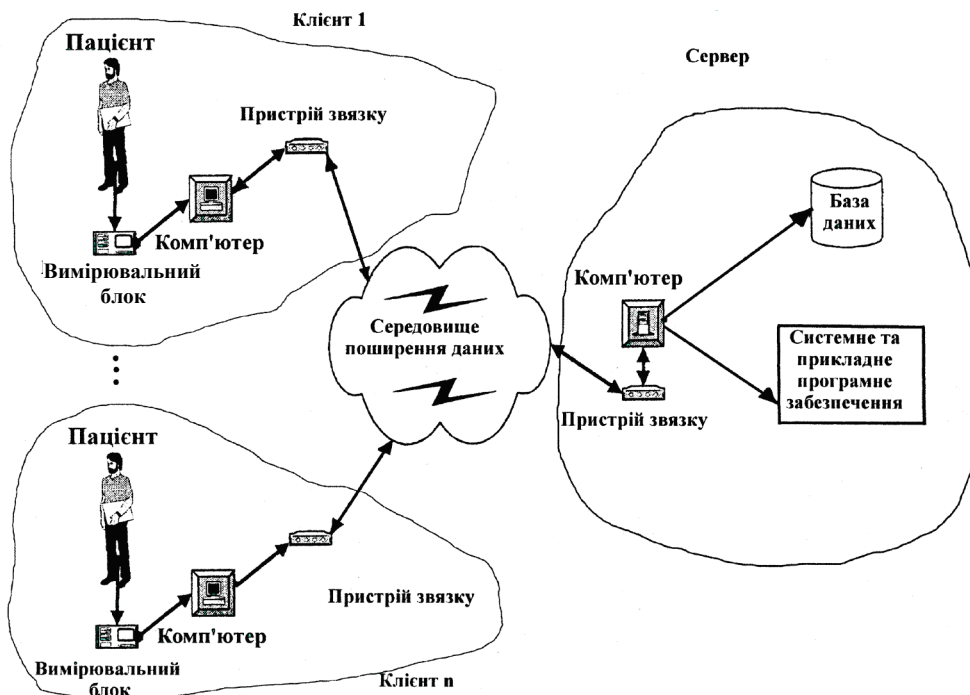 Клієнт 1
Пацієнт
Пристрій звязку
Комп'ютер
Вимірювальний
блок
Середовище
поширення даних
Сервер
База
даних
Комп'ютер
Системне та
прикладне
програмне
забезпечення
Пристрій звязку
Пацієнт
Пристрій звязку
Комп'ютер
Вимірювальний
блок
Клієнт n